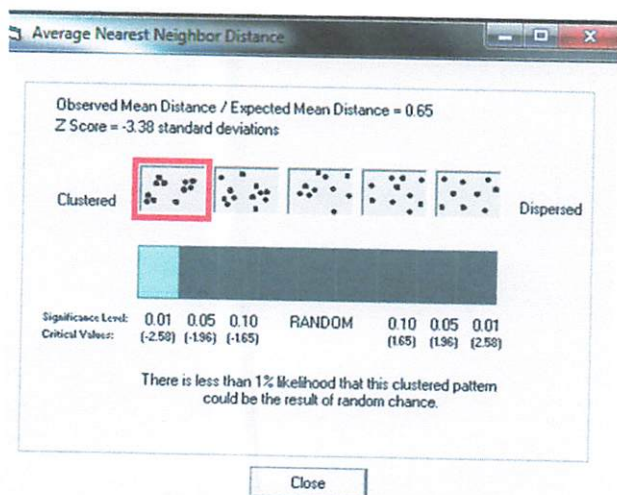 Average Nearest Neighbor Distance
Observed Mean Distance / Expected Mean Distance = 0.65
Z Score = -3.38 standard deviations
Clustered
Dispersed
Significance Level: 0.01 0.05 0.10 RANDOM 0.10 0.05 0.01
Critical Values: (-2.58) (-1.96) (-1.65) (1.65) (1.96) (2.58)
There is less than 1% likelihood that this clustered pattern
could be the result of random chance.
Close